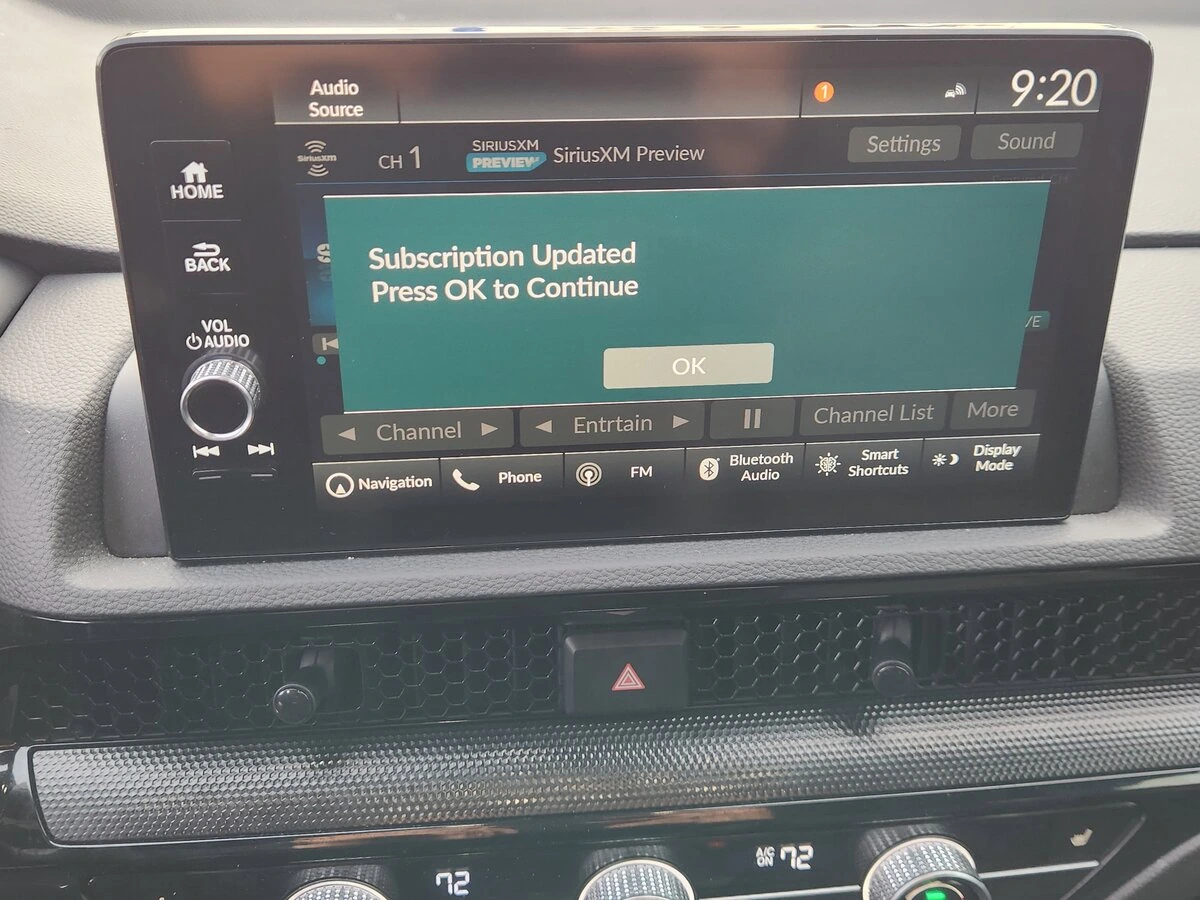 Audio
Source
1
9:20
SiriusXM
CH 1
SIRIUSXM
PREVIEW
SiriusXM Preview
Settings
Sound
HOME
BACK
VOL
AUDIO
Subscription Updated
Press OK to Continue
OK
Channel
Entrtain
Channel List
More
Navigation
Phone
FM
Bluetooth
Audio
Smart
Shortcuts
Display
Mode
72
A/C
ON
72